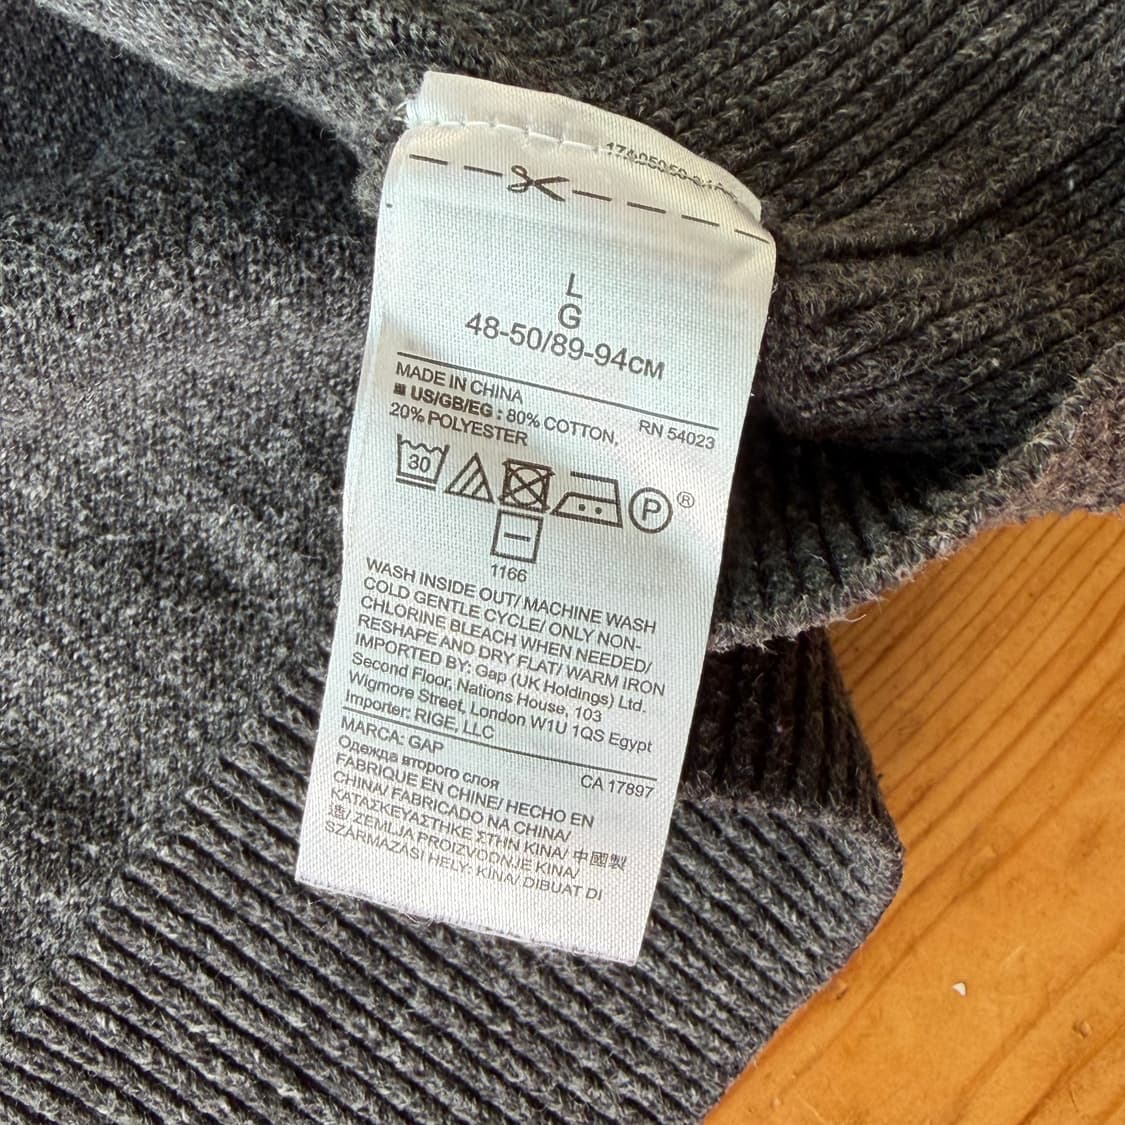 L
G
48-50/89-94CM
MADE IN CHINA
RN 54023
US/GB/EG : 80% COTTON,
20% POLYESTER
30
P ®
1166
WASH INSIDE OUT/ MACHINE WASH
COLD GENTLE CYCLE/ ONLY NON-
CHLORINE BLEACH WHEN NEEDED/
RESHAPE AND DRY FLAT/ WARM IRON
IMPORTED BY: Gap (UK Holdings) Ltd.
Second Floor, Nations House, 103
Wigmore Street, London W1U 1QS Egypt
Importer: RIGE, LLC
CA 17897
MARCA: GAP
Одежда второго слоя
FABRIQUE EN CHINE/ HECHO EN
CHINA/ FABRICADO NA CHINA/
ΚΑΤΑΣΚΕΥΑΣΤΗΚΕ ΣΤΗΝ ΚΙΝΑ/ 中國製
造/ ZEMLJA PROIZVODNJE KINA/
SZÁRMAZÁSI HELY: KÍNA/ DIBUAT DI